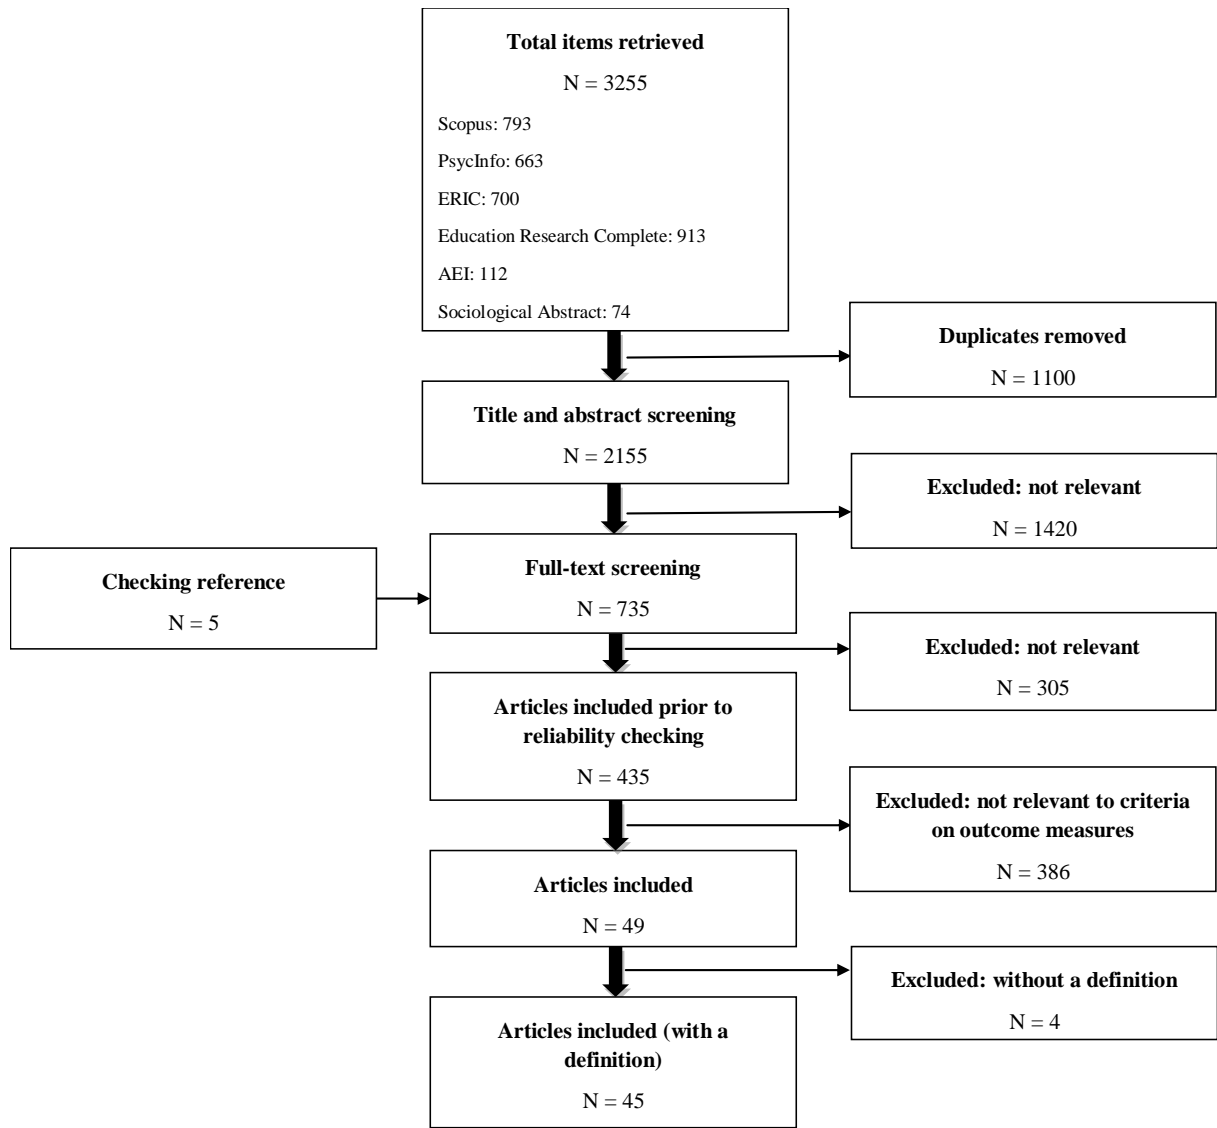 Total items retrieved
N = 3255
Scopus: 793
PsycInfo: 663
ERIC: 700
Education Research Complete: 913
AEI: 112
Sociological Abstract: 74
Duplicates removed
N = 1100
Title and abstract screening
N = 2155
Excluded: not relevant
N = 1420
Checking reference
N = 5
Full-text screening
N = 735
Excluded: not relevant
N = 305
Articles included prior to
reliability checking
N = 435
Excluded: not relevant to criteria
on outcome measures
N = 386
Articles included
N = 49
Excluded: without a definition
N = 4
Articles included (with a
definition)
N = 45